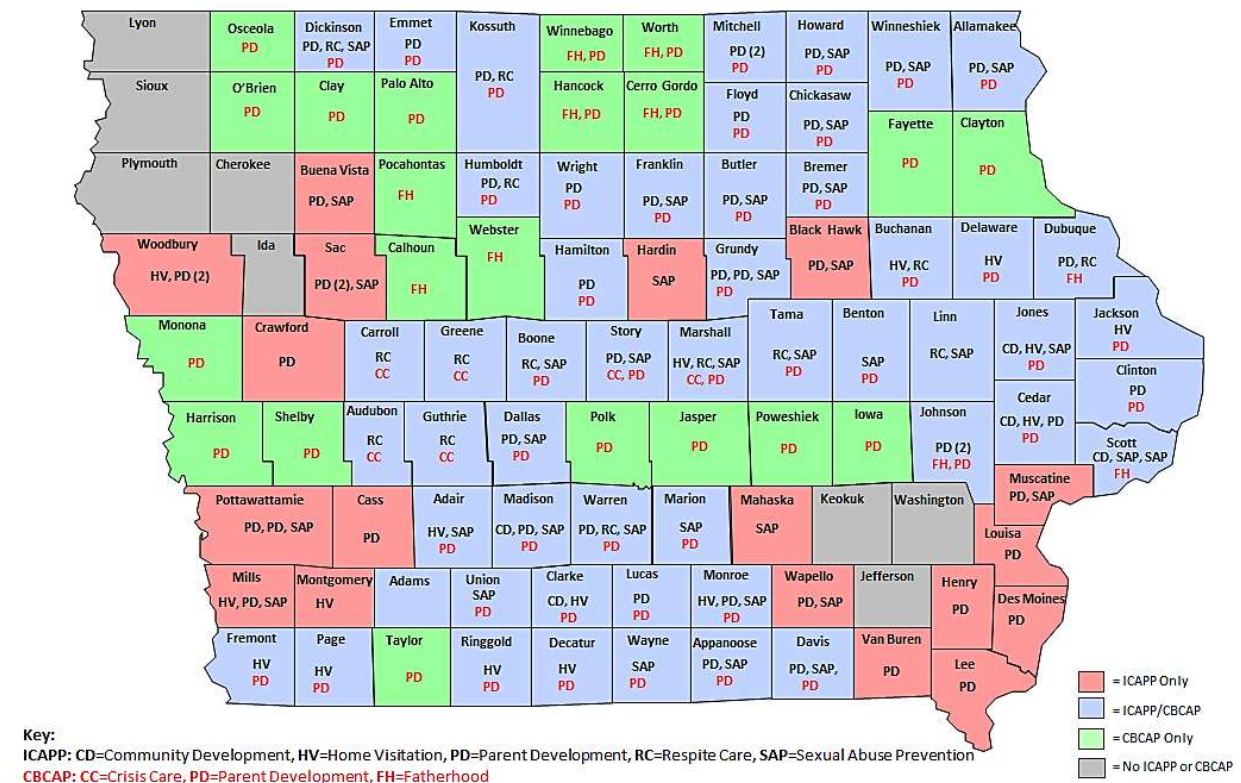 Lyon
Osceola
PD
Dickinson
PD, RC, SAP
PD
Emmet
PD
PD
Kossuth
PD, RC
PD
Winnebago
FH, PD
Worth
FH, PD
Mitchell
PD (2)
PD
Howard
PD, SAP
PD
Winneshiek
PD, SAP
PD
Allamakee
PD, SAP
PD
Sioux
O'Brien
PD
Clay
PD
Palo Alto
PD
Hancock
FH, PD
Cerro Gordo
FH, PD
Floyd
PD
PD
Chickasaw
PD, SAP
PD
Fayette
PD
Clayton
PD
Plymouth
Cherokee
Buena Vista
PD, SAP
Pocahontas
FH
Humboldt
PD, RC
PD
Wright
PD
PD
Franklin
PD, SAP
PD
Butler
PD, SAP
PD
Bremer
PD, SAP
PD
Woodbury
HV, PD (2)
Ida
Sac
PD (2), SAP
Calhoun
FH
Webster
FH
Hamilton
PD
PD
Hardin
SAP
Grundy
PD, PD, SAP
PD
Black Hawk
PD, SAP
Buchanan
HV, RC
PD
Delaware
HV
PD
Dubuque
PD, RC
FH
Monona
PD
Crawford
PD
Carroll
RC
CC
Greene
RC
CC
Boone
RC, SAP
PD
Story
PD, SAP
CC, PD
Marshall
HV, RC, SAP
CC, PD
Tama
RC, SAP
PD
Benton
SAP
PD
Linn
RC, SAP
Jones
CD, HV, SAP
PD
Jackson
HV
PD
Clinton
PD
PD
Harrison
PD
Shelby
PD
Audubon
RC
CC
Guthrie
RC
CC
Dallas
PD, SAP
PD
Polk
PD
Jasper
PD
Poweshiek
PD
Iowa
PD
Johnson
PD (2)
FH, PD
Cedar
CD, HV, PD
PD
Scott
CD, SAP, SAP
FH
Pottawattamie
PD, PD, SAP
Cass
PD
Adair
HV, SAP
PD
Madison
CD, PD, SAP
PD
Warren
PD, RC, SAP
PD
Marion
SAP
PD
Mahaska
SAP
Keokuk
Washington
Muscatine
PD, SAP
Louisa
PD
Mills
HV, PD, SAP
Montgomery
HV
Adams
Union
SAP
PD
Clarke
CD, HV
PD
Lucas
PD
PD
Monroe
HV, PD, SAP
PD
Wapello
PD, SAP
Jefferson
Henry
PD
Des Moines
PD
Fremont
HV
PD
Page
HV
PD
Taylor
PD
Ringgold
HV
PD
Decatur
HV
PD
Wayne
SAP
PD
Appanoose
PD, SAP
PD
Davis
PD, SAP,
PD
Van Buren
PD
Lee
PD
= ICAPP Only
= ICAPP/CBCAP
= CBCAP Only
= No ICAPP or CBCAP
Key:
ICAPP: CD=Community Development, HV=Home Visitation, PD=Parent Development, RC=Respite Care, SAP=Sexual Abuse Prevention
CBCAP: CC=Crisis Care, PD=Parent Development, FH=Fatherhood